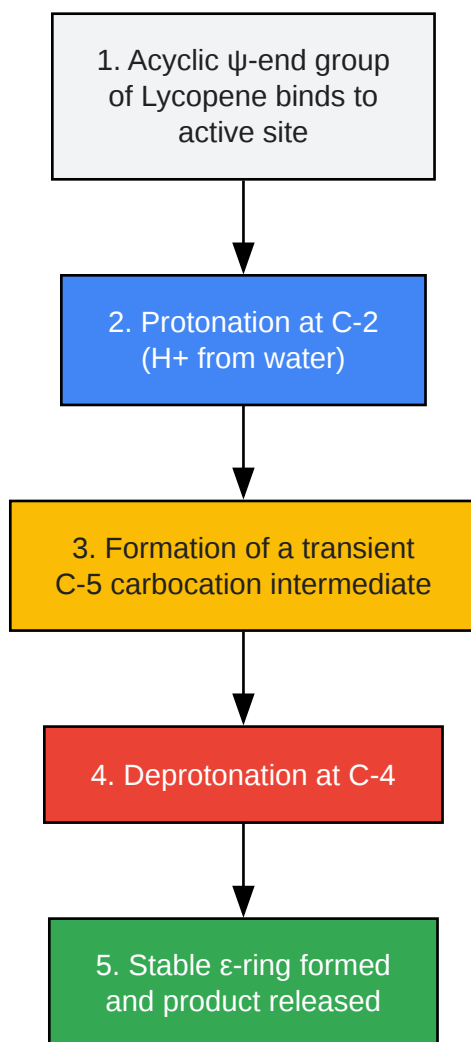 1. Acyclic ψ-end group
of Lycopene binds to
active site
2. Protonation at C-2
(H+ from water)
3. Formation of a transient
C-5 carbocation intermediate
4. Deprotonation at C-4
5. Stable ε-ring formed
and product released